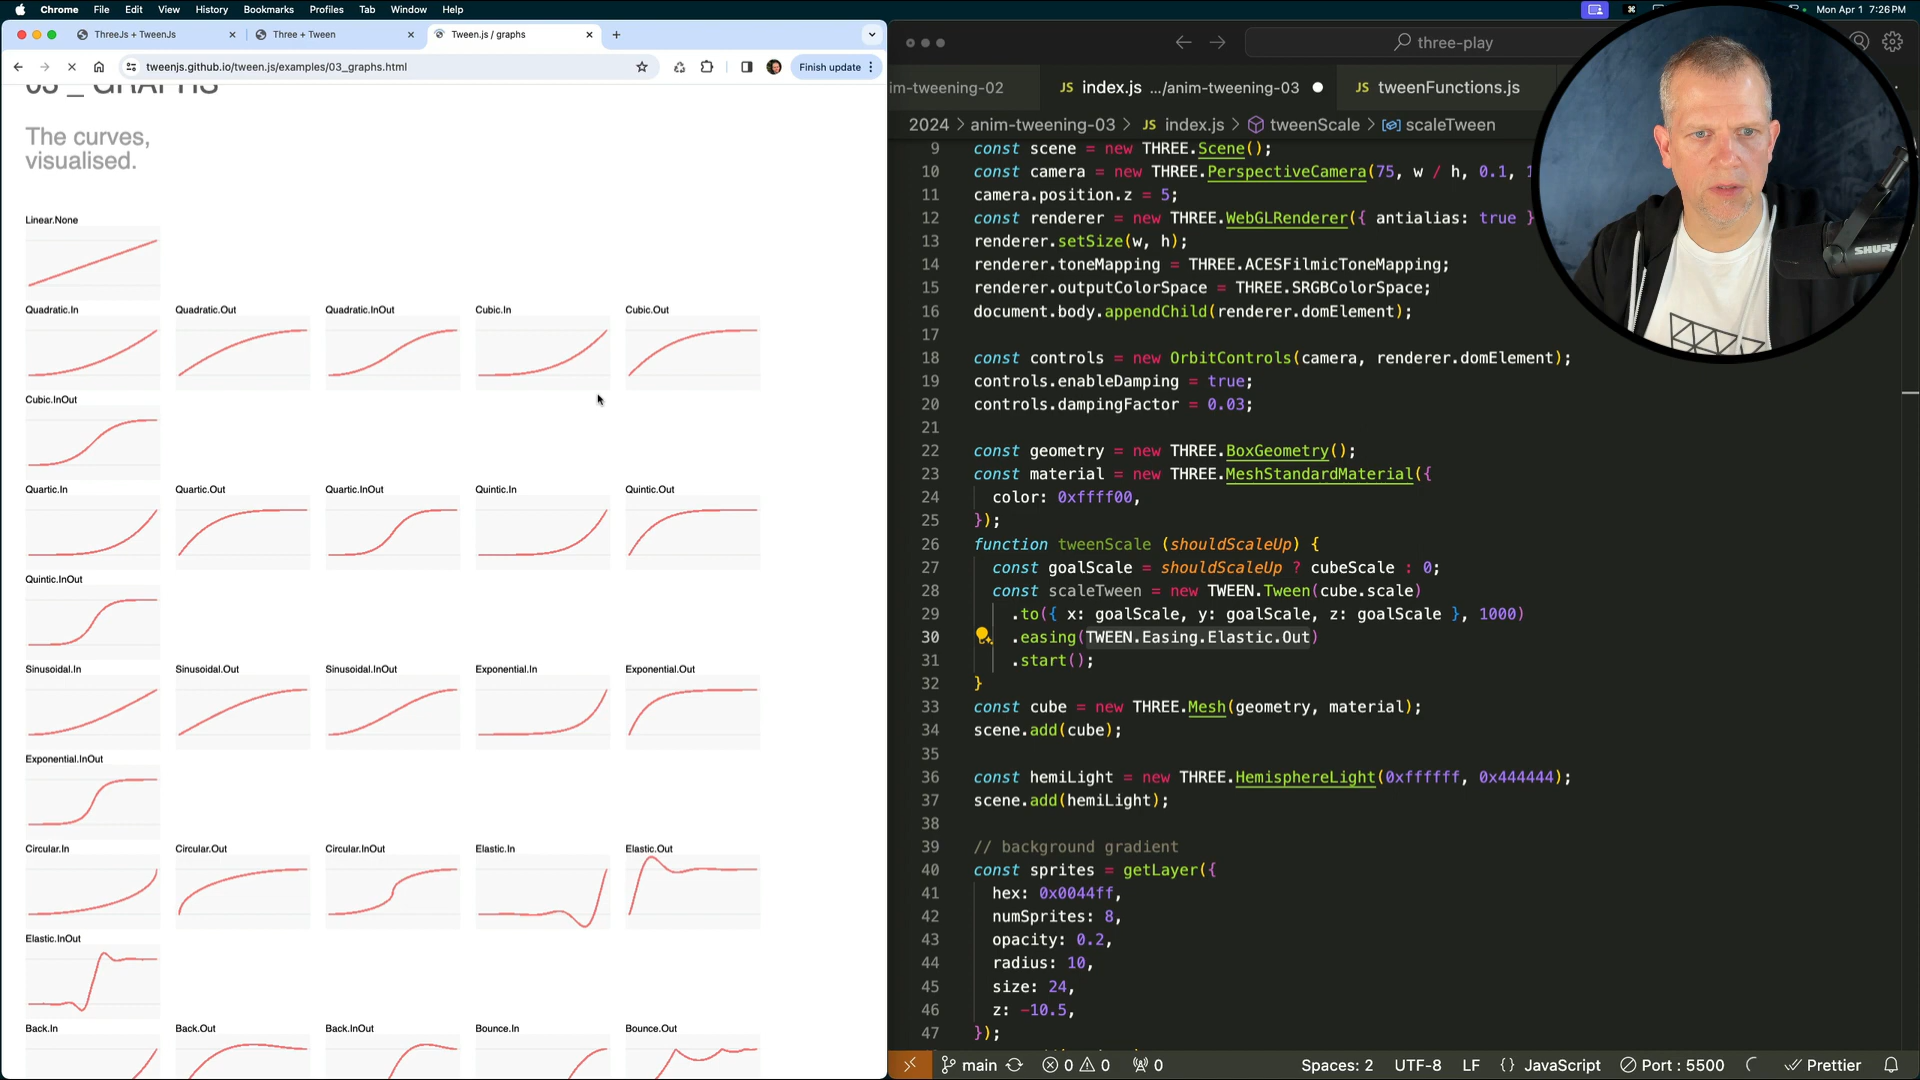 Chrome File Edit View History Bookmarks Profiles Tab Window Help
Mon Apr 1 7:26 PM
ThreeJs + TweenJs
Three + Tween
Tween.js / graphs
tweenjs.github.io/tween.js/examples/03_graphs.html
Finish update
03 _ GRAPHS
The curves,
visualised.
Linear.None
Quadratic.In Quadratic.Out Quadratic.InOut Cubic.In Cubic.Out
Cubic.InOut
Quartic.In Quartic.Out Quartic.InOut Quintic.In Quintic.Out
Quintic.InOut
Sinusoidal.In Sinusoidal.Out Sinusoidal.InOut Exponential.In Exponential.Out
Exponential.InOut
Circular.In Circular.Out Circular.InOut Elastic.In Elastic.Out
Elastic.InOut
Back.In Back.Out Back.InOut Bounce.In Bounce.Out
three-play
im-tweening-02
JS index.js .../anim-tweening-03
JS tweenFunctions.js
2024 > anim-tweening-03 > JS index.js > tweenScale > scaleTween
9 const scene = new THREE.Scene();
10 const camera = new THREE.PerspectiveCamera(75, w / h, 0.1, 1
11 camera.position.z = 5;
12 const renderer = new THREE.WebGLRenderer({ antialias: true }
13 renderer.setSize(w, h);
14 renderer.toneMapping = THREE.ACESFilmicToneMapping;
15 renderer.outputColorSpace = THREE.SRGBColorSpace;
16 document.body.appendChild(renderer.domElement);
17
18 const controls = new OrbitControls(camera, renderer.domElement);
19 controls.enableDamping = true;
20 controls.dampingFactor = 0.03;
21
22 const geometry = new THREE.BoxGeometry();
23 const material = new THREE.MeshStandardMaterial({
24 color: 0xffff00,
25 });
26 function tweenScale (shouldScaleUp) {
27 const goalScale = shouldScaleUp ? cubeScale : 0;
28 const scaleTween = new TWEEN.Tween(cube.scale)
29 .to({ x: goalScale, y: goalScale, z: goalScale }, 1000)
30 .easing(TWEEN.Easing.Elastic.Out)
31 .start();
32 }
33 const cube = new THREE.Mesh(geometry, material);
34 scene.add(cube);
35
36 const hemiLight = new THREE.HemisphereLight(0xffffff, 0x444444);
37 scene.add(hemiLight);
38
39 // background gradient
40 const sprites = getLayer({
41 hex: 0x0044ff,
42 numSprites: 8,
43 opacity: 0.2,
44 radius: 10,
45 size: 24,
46 z: -10.5,
47 });
main 0 0 0 Spaces: 2 UTF-8 LF {} JavaScript Port : 5500 Prettier
SHURE